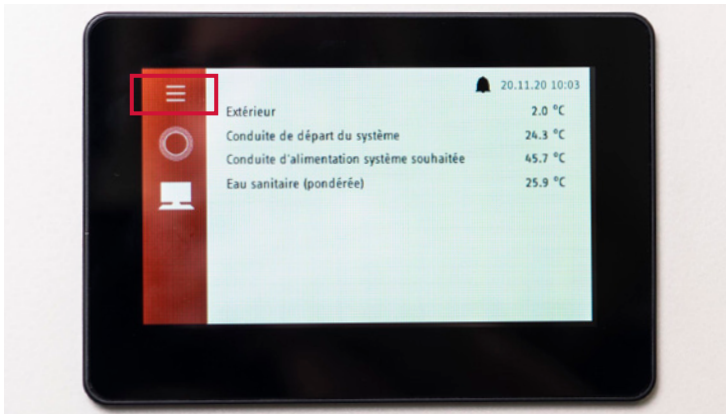 20.11.20 10:03
Extérieur 2.0 °C
Conduite de départ du système 24.3 °C
Conduite d'alimentation système souhaitée 45.7 °C
Eau sanitaire (pondérée) 25.9 °C